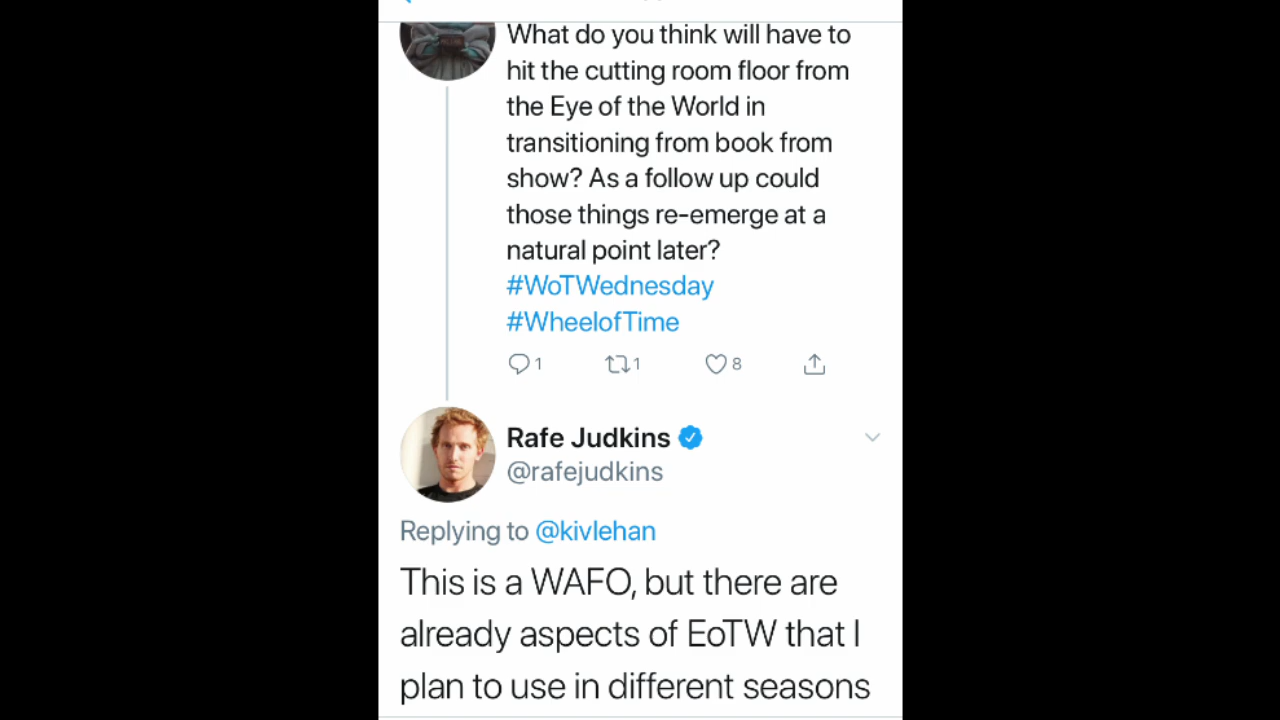 What do you think will have to
hit the cutting room floor from
the Eye of the World in
transitioning from book from
show? As a follow up could
those things re-emerge at a
natural point later?
#WoTWednesday
#WheelofTime
1 1 8
Rafe Judkins
@rafejudkins
Replying to @kivlehan
This is a WAFO, but there are
already aspects of EoTW that I
plan to use in different seasons